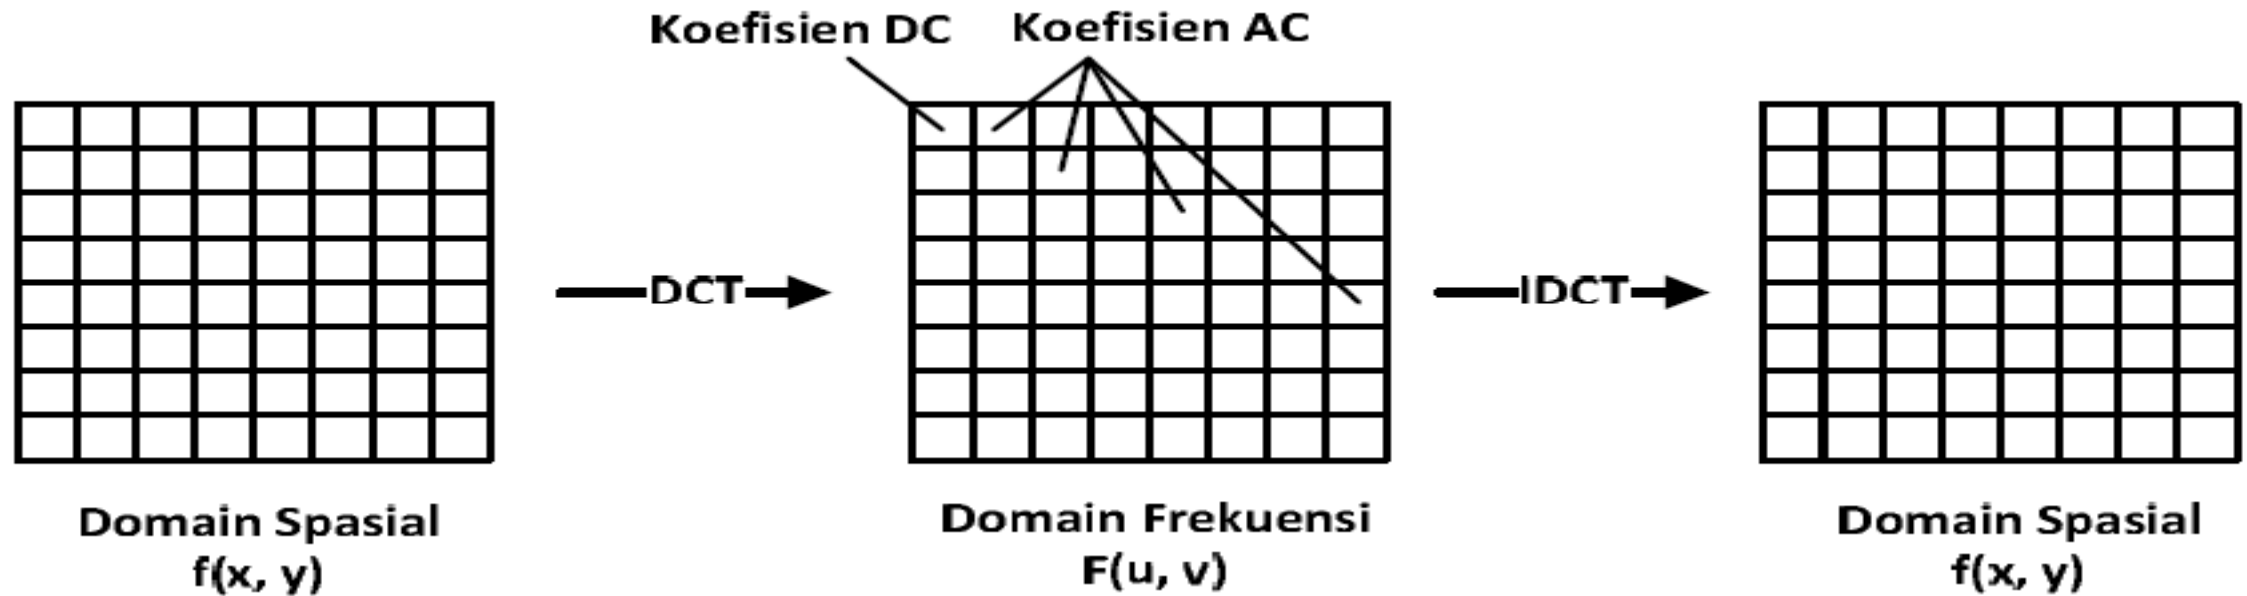 Koefisien DC
Koefisien AC
DCT
IDCT
Domain Spasial
f(x, y)
Domain Frekuensi
F(u, v)
Domain Spasial
f(x, y)